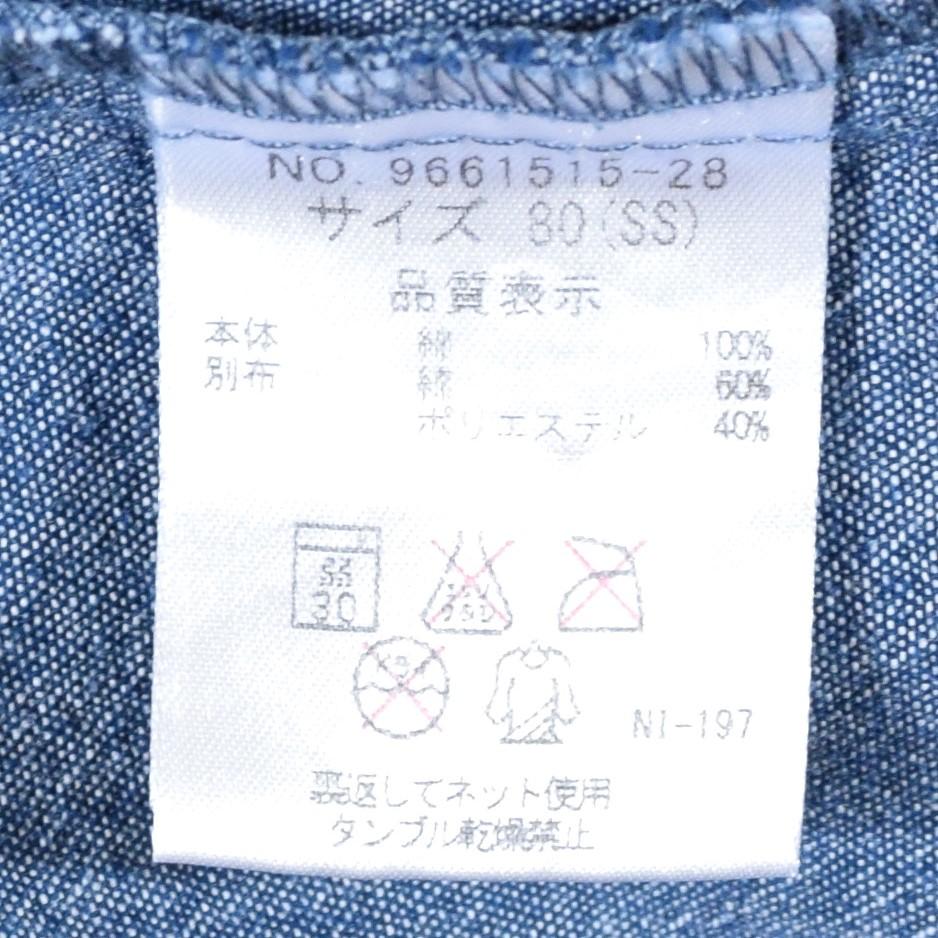 NO. 9661515-28
サイズ 80(SS)
品質表示
本体 綿 100%
別布 綿 60%
ポリエステル 40%
弱
30
NI-197
裏返してネット使用
タンブル乾燥禁止